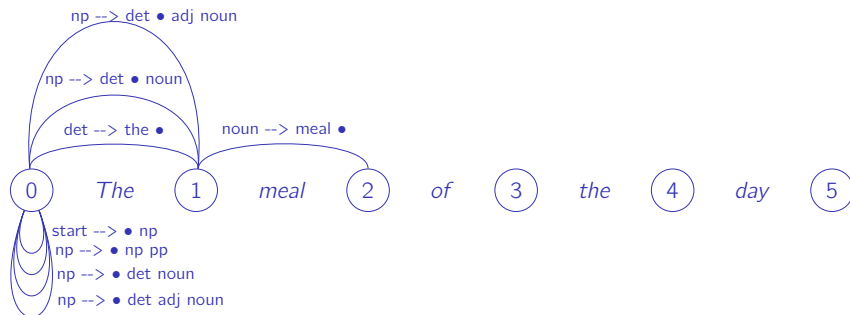 np --> det • adj noun
np --> det • noun
det --> the • noun --> meal •
0 The 1 meal 2 of 3 the 4 day 5
start --> • np
np --> • np pp
np --> • det noun
np --> • det adj noun